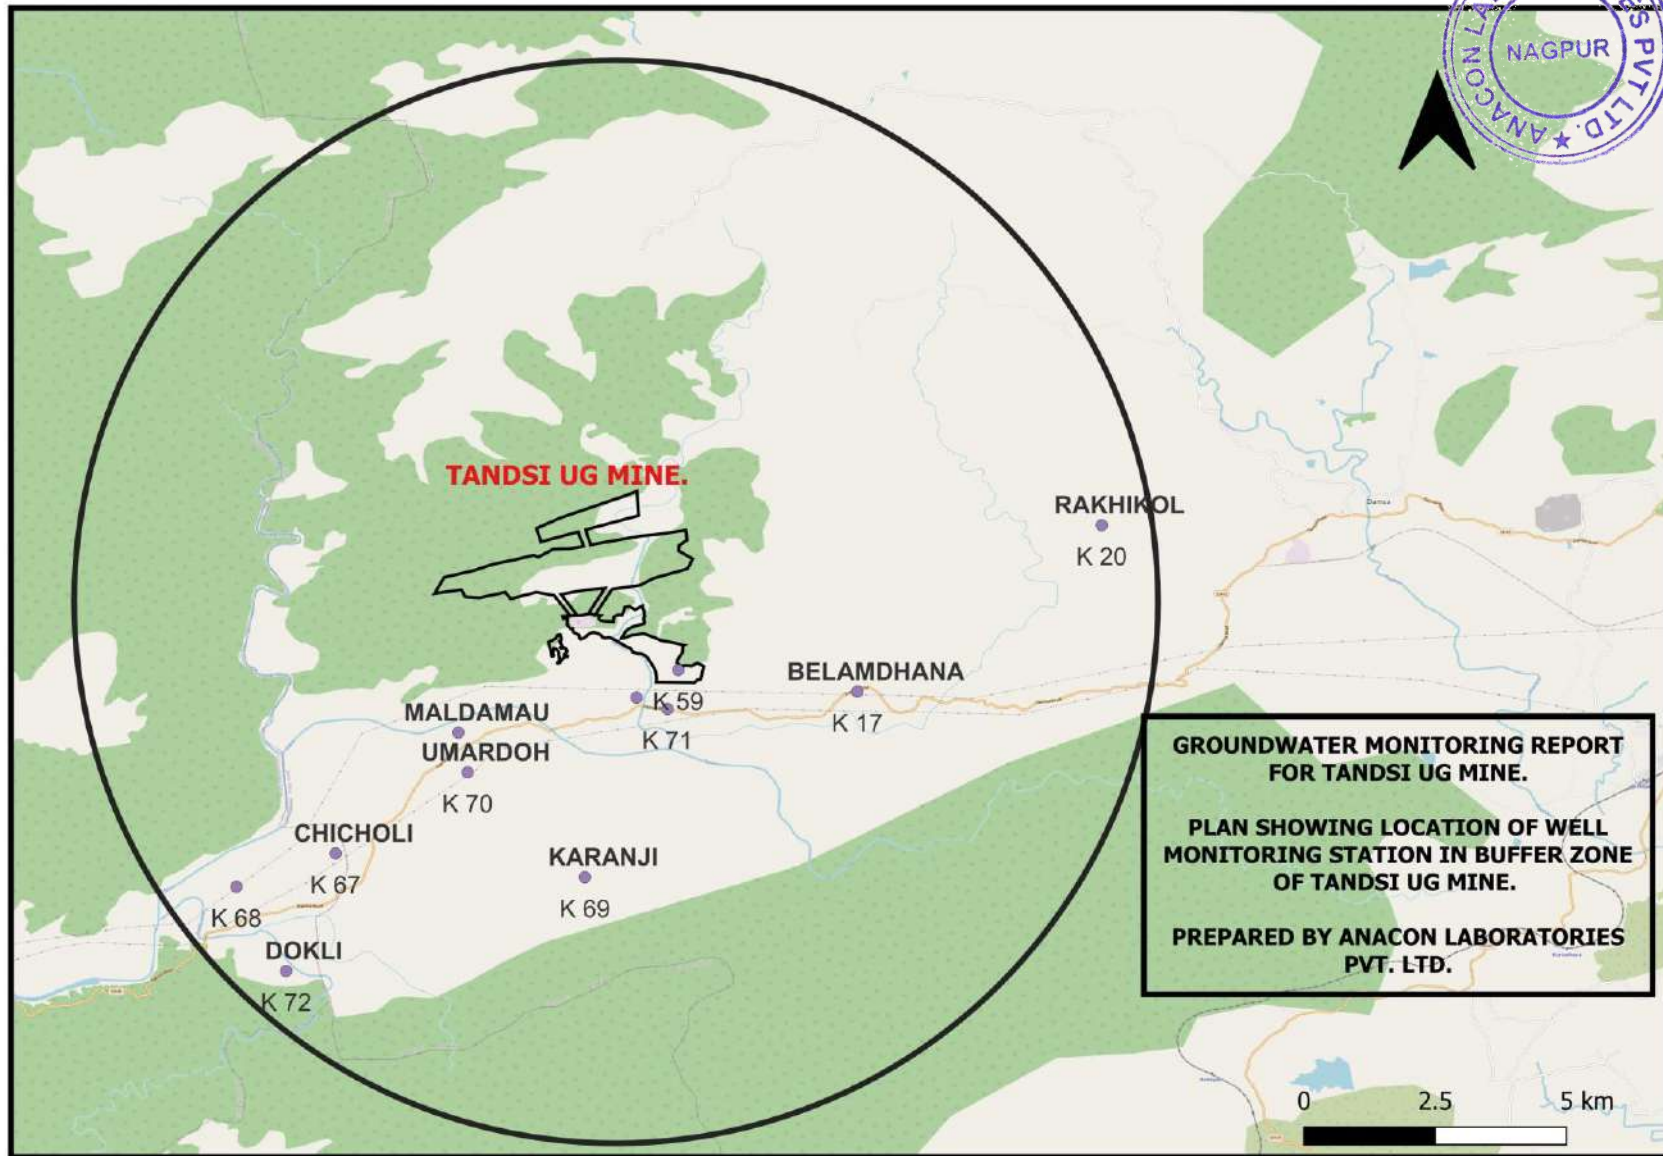 NAGPUR
ANACON LA
ES PVT LTD. ★
TANDSI UG MINE.
RAKHIKOL
K 20
Damua
BELAMDHANA
K 17
K 59
K 71
MALDAMAU
UMARDOH
K 70
CHICHOLI
K 67
K 68
KARANJI
K 69
DOKLI
K 72
GROUNDWATER MONITORING REPORT
FOR TANDSI UG MINE.
PLAN SHOWING LOCATION OF WELL
MONITORING STATION IN BUFFER ZONE
OF TANDSI UG MINE.
PREPARED BY ANACON LABORATORIES
PVT. LTD.
0 2.5 5 km